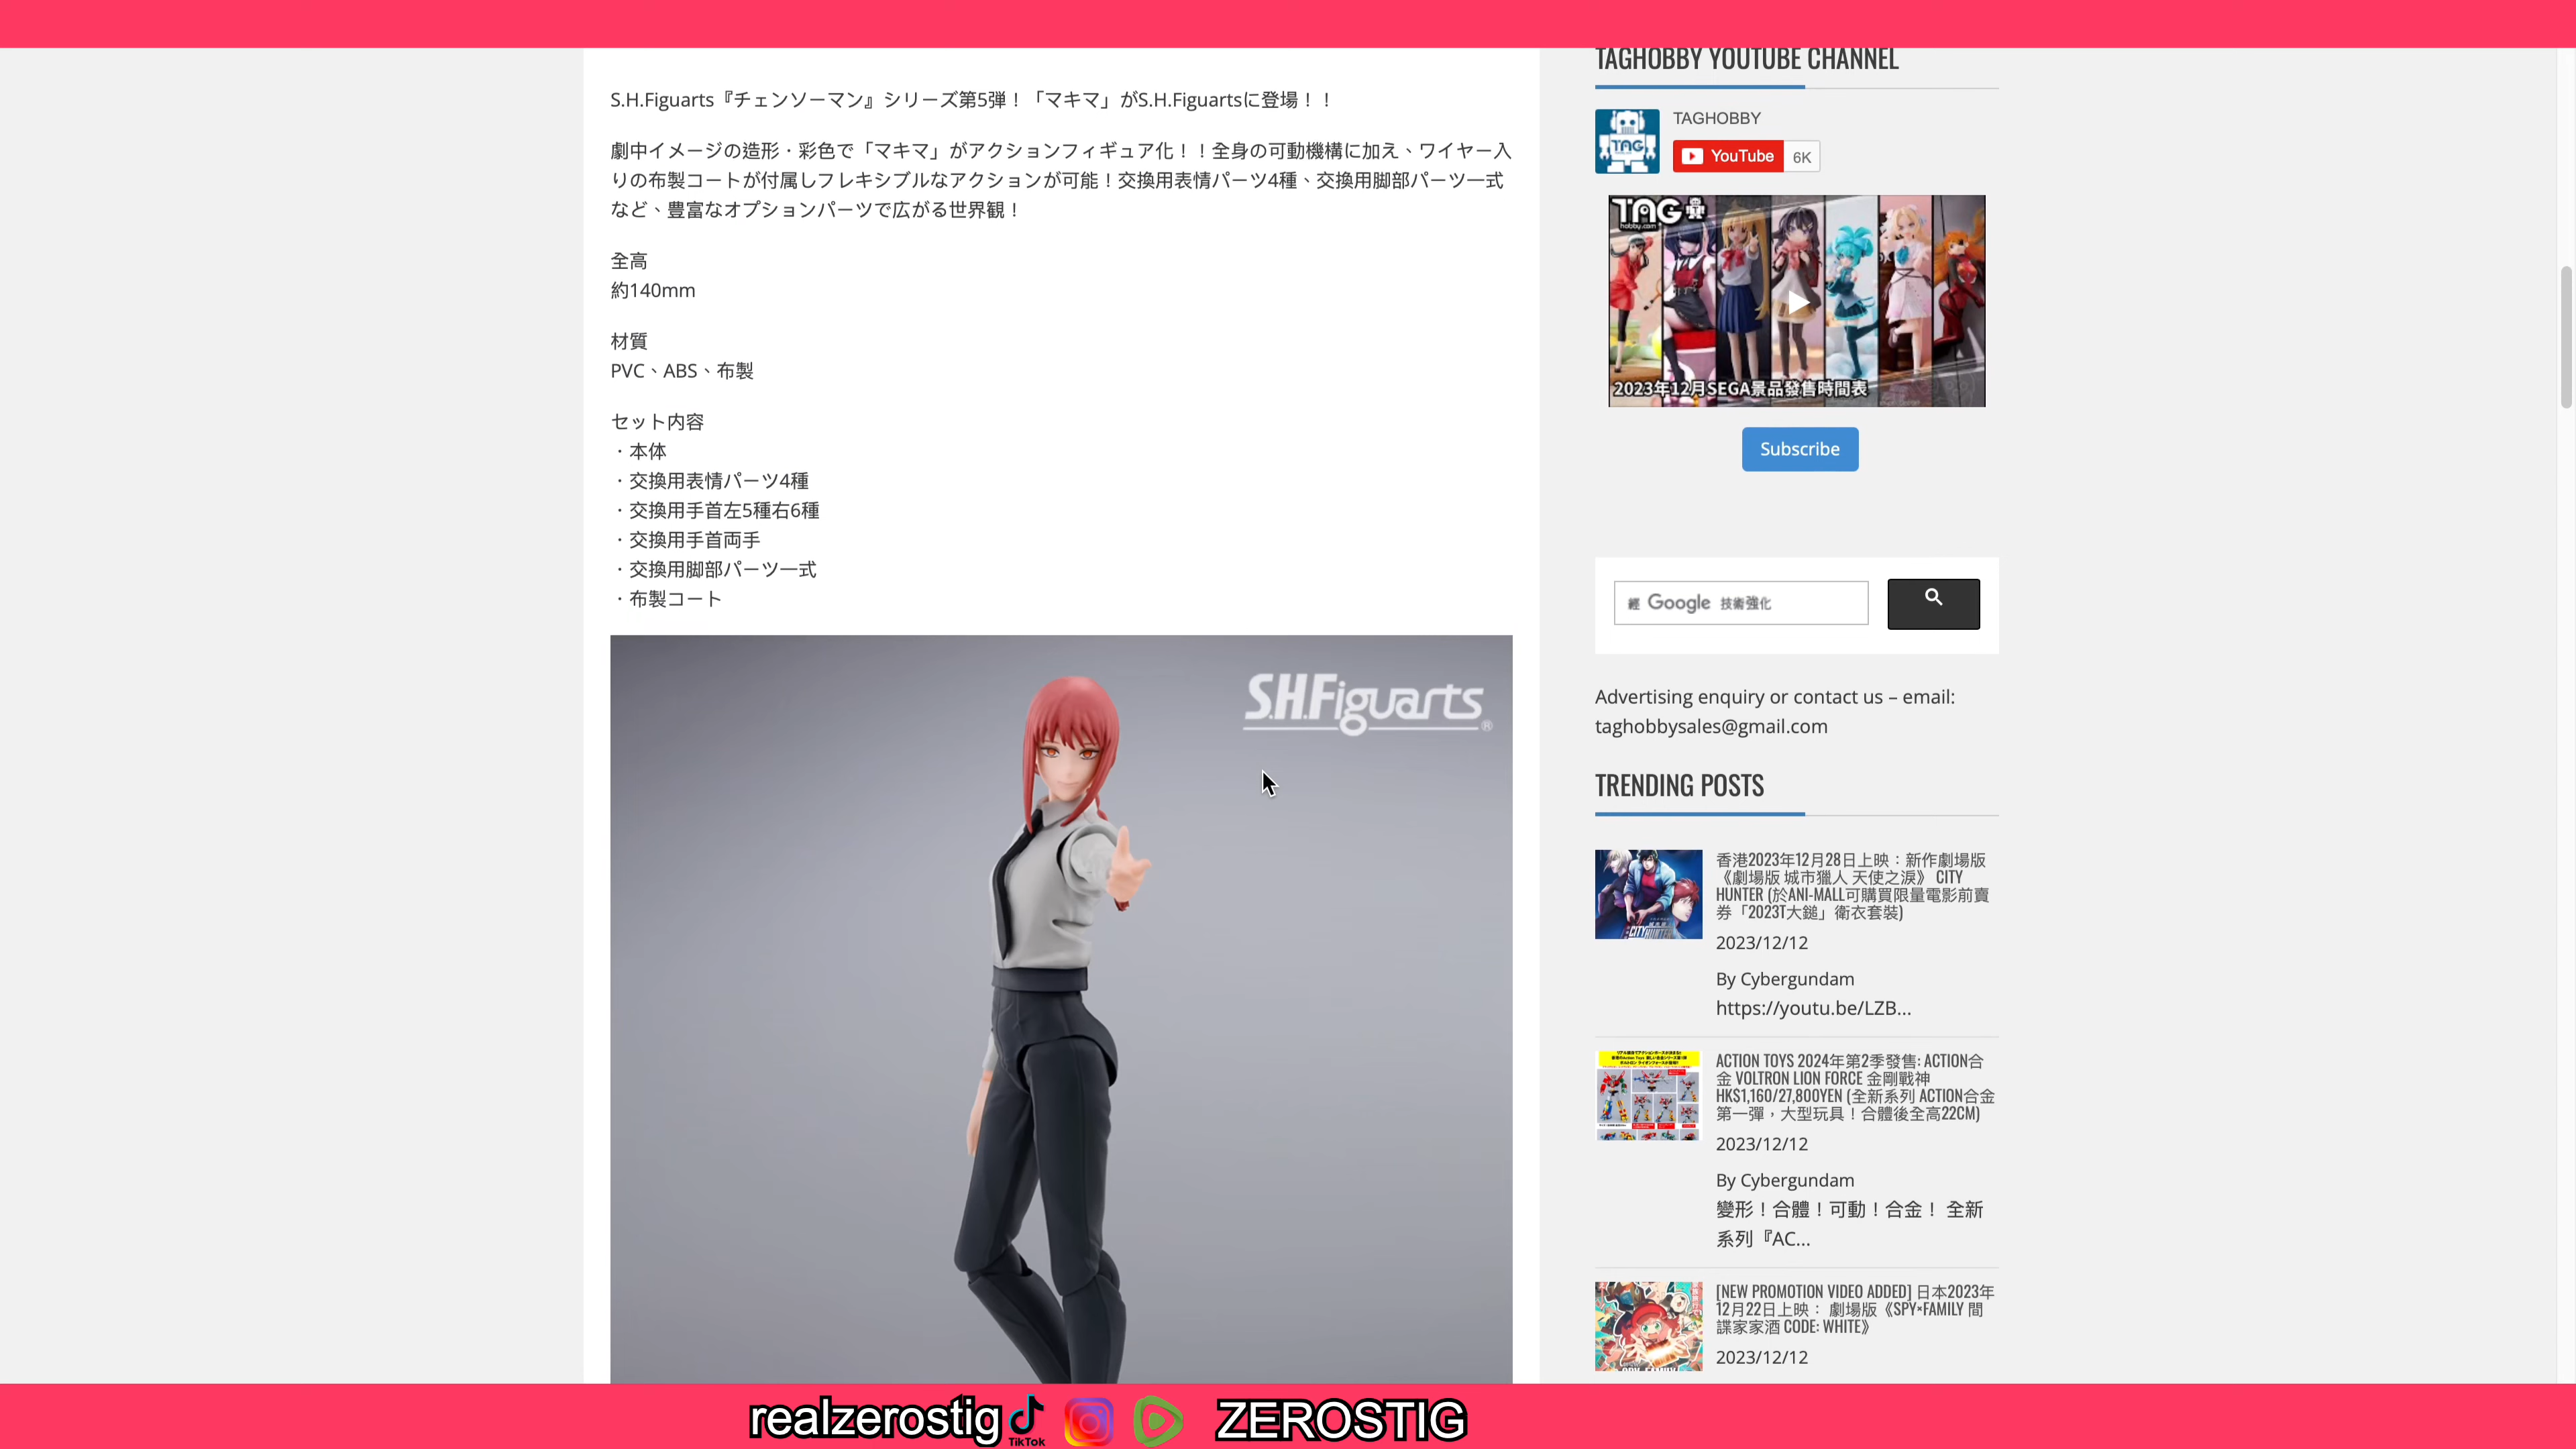 S.H.Figuarts『チェンソーマン』シリーズ第5弾！「マキマ」がS.H.Figuartsに登場！！
劇中イメージの造形・彩色で「マキマ」がアクションフィギュア化！！全身の可動機構に加え、ワイヤー入
りの布製コートが付属しフレキシブルなアクションが可能！交換用表情パーツ4種、交換用脚部パーツ一式
など、豊富なオプションパーツで広がる世界観！
全高
約140mm
材質
PVC、ABS、布製
セット内容
・本体
・交換用表情パーツ4種
・交換用手首左5種右6種
・交換用手首両手
・交換用脚部パーツ一式
・布製コート
S.H.Figuarts®
TAGHOBBY YOUTUBE CHANNEL
TAG
TAGHOBBY
YouTube 6K
TAG
hobby.com
2023年12月SEGA景品發售時間表
Subscribe
經 Google 技術強化
Advertising enquiry or contact us – email:
taghobbysales@gmail.com
TRENDING POSTS
CITYHUNTER
香港2023年12月28日上映：新作劇場版
《劇場版 城市獵人 天使之淚》 CITY
HUNTER (於ANI-MALL可購買限量電影前賣
券「2023T大鎚」衛衣套裝)
2023/12/12
By Cybergundam
https://youtu.be/LZB...
ACTION TOYS 2024年第2季發售: ACTION合
金 VOLTRON LION FORCE 金剛戰神
HK$1,160/27,800YEN (全新系列 ACTION合金
第一彈，大型玩具！合體後全高22CM)
2023/12/12
By Cybergundam
變形！合體！可動！合金！ 全新
系列『AC...
[NEW PROMOTION VIDEO ADDED] 日本2023年
12月22日上映： 劇場版《SPY×FAMILY 間
諜家家酒 CODE: WHITE》
2023/12/12
realzerostig TikTok ZEROSTIG